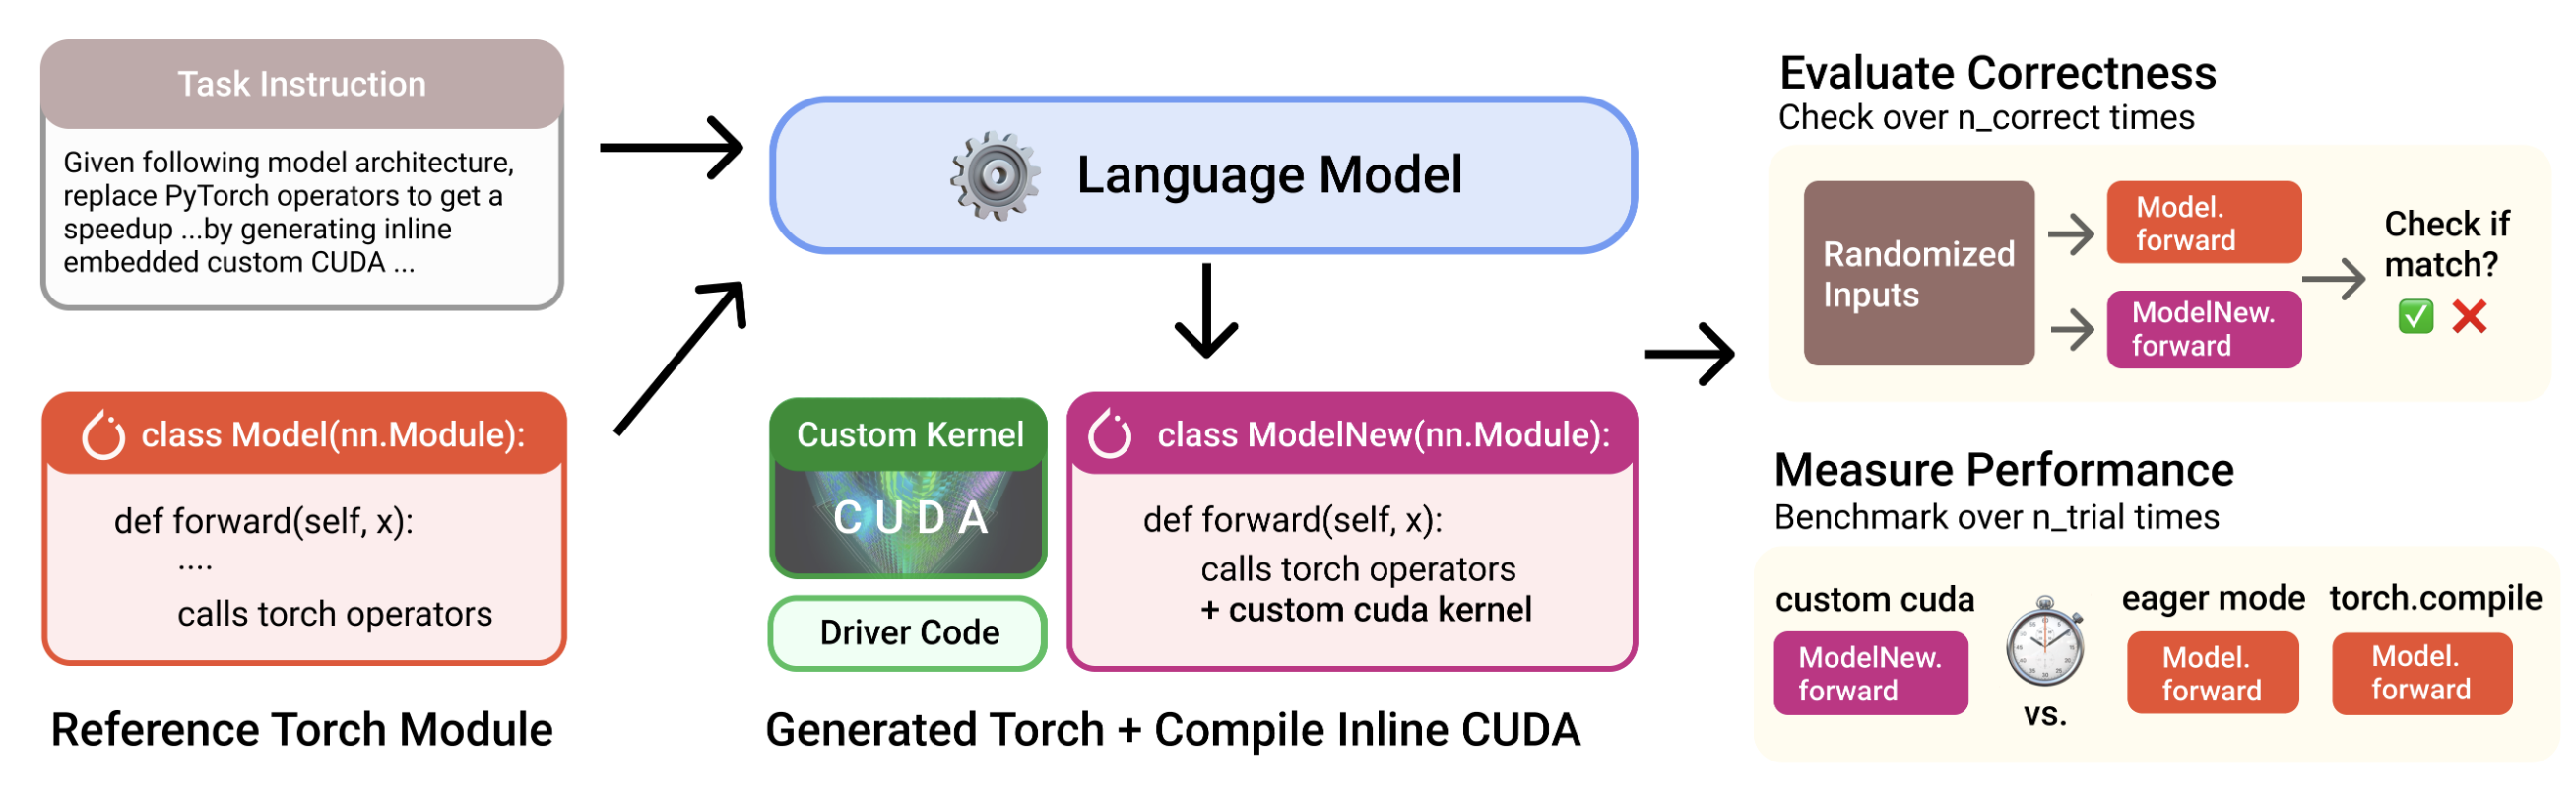 Task Instruction
Given following model architecture,
replace PyTorch operators to get a
speedup ...by generating inline
embedded custom CUDA ...
class Model(nn.Module):
def forward(self, x):
....
calls torch operators
Reference Torch Module
Language Model
Custom Kernel
CUDA
Driver Code
class ModelNew(nn.Module):
def forward(self, x):
calls torch operators
+ custom cuda kernel
Generated Torch + Compile Inline CUDA
Evaluate Correctness
Check over n_correct times
Randomized
Inputs
Model.
forward
ModelNew.
forward
Check if
match?
Measure Performance
Benchmark over n_trial times
custom cuda
ModelNew.
forward
vs.
eager mode
Model.
forward
torch.compile
Model.
forward